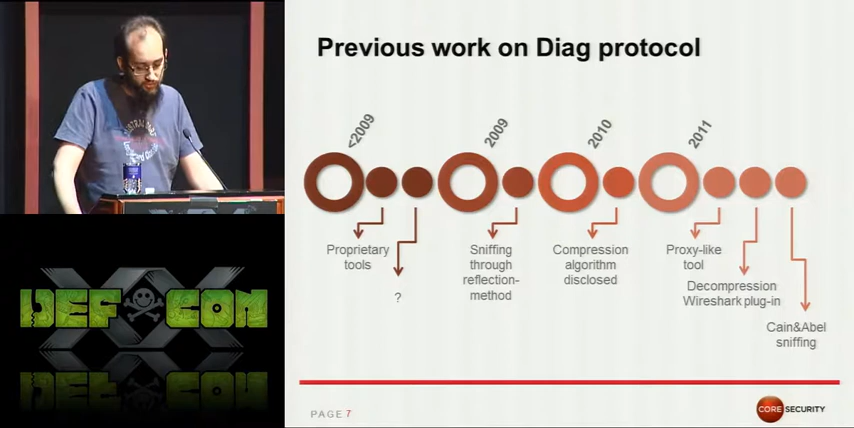 Previous work on Diag protocol
<2009
2009
2010
2011
Proprietary
tools
?
Sniffing
through
reflection-
method
Compression
algorithm
disclosed
Proxy-like
tool
Decompression
Wireshark plug-in
Cain&Abel
sniffing
DEF CON
XX
PAGE 7
CORE SECURITY